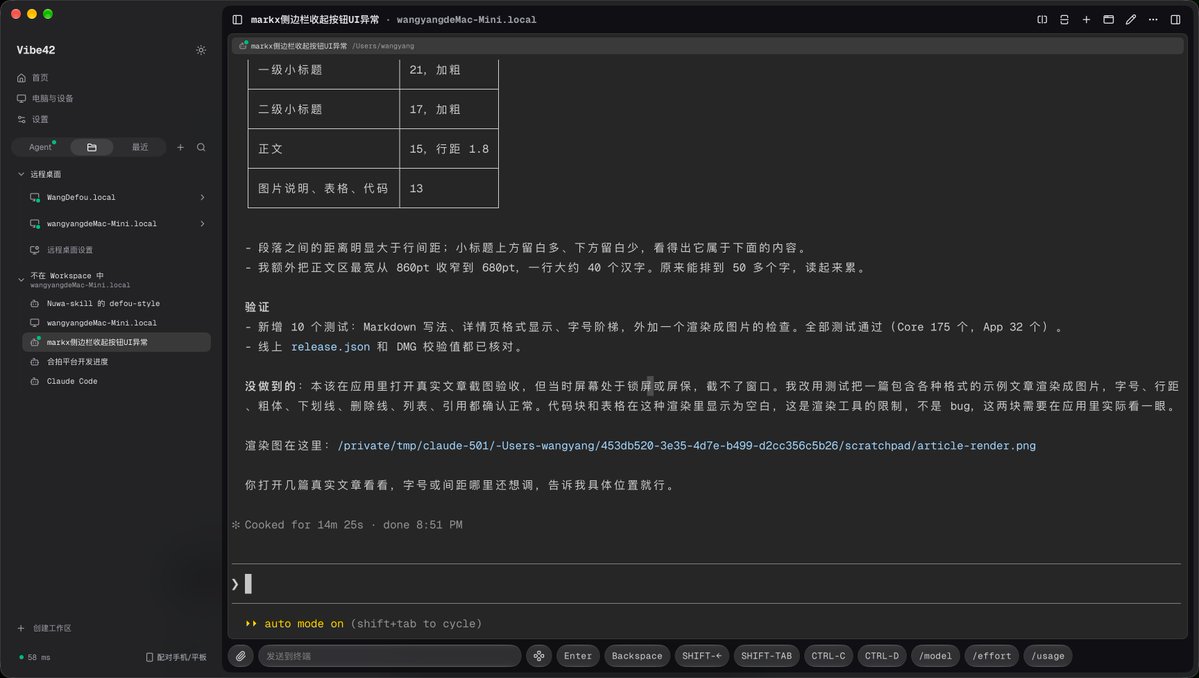 markx侧边栏收起按钮UI异常 · wangyangdeMac-Mini.local
Vibe42
首页
电脑与设备
设置
Agent
最近
远程桌面
WangDefou.local
wangyangdeMac-Mini.local
远程桌面设置
不在 Workspace 中
wangyangdeMac-Mini.local
Nuwa-skill 的 defou-style
wangyangdeMac-Mini.local
markx侧边栏收起按钮UI异常
合拍平台开发进度
Claude Code
创建工作区
58 ms
配对手机/平板
markx侧边栏收起按钮UI异常 /Users/wangyang
一级小标题 21, 加粗
二级小标题 17, 加粗
正文 15, 行距 1.8
图片说明、表格、代码 13
- 段落之间的距离明显大于行间距；小标题上方留白多、下方留白少，看得出它属于下面的内容。
- 我额外把正文区最宽从 860pt 收窄到 680pt，一行大约 40 个汉字。原来能排到 50 多个字，读起来累。
验证
- 新增 10 个测试：Markdown 写法、详情页格式显示、字号阶梯，外加一个渲染成图片的检查。全部测试通过（Core 175 个，App 32 个）。
- 线上 release.json 和 DMG 校验值都已核对。
没做到的：本该在应用里打开真实文章截图验收，但当时屏幕处于锁屏或屏保，截不了窗口。我改用测试把一篇包含各种格式的示例文章渲染成图片，字号、行距
、粗体、下划线、删除线、列表、引用都确认正常。代码块和表格在这种渲染里显示为空白，这是渲染工具的限制，不是 bug，这两块需要在应用里实际看一眼。
渲染图在这里：/private/tmp/claude-501/-Users-wangyang/453db520-3e35-4d7e-b499-d2cc356c5b26/scratchpad/article-render.png
你打开几篇真实文章看看，字号或间距哪里还想调，告诉我具体位置就行。
✻ Cooked for 14m 25s · done 8:51 PM
❯
⏵⏵ auto mode on (shift+tab to cycle)
发送到终端
Enter
Backspace
SHIFT-←
SHIFT-TAB
CTRL-C
CTRL-D
/model
/effort
/usage